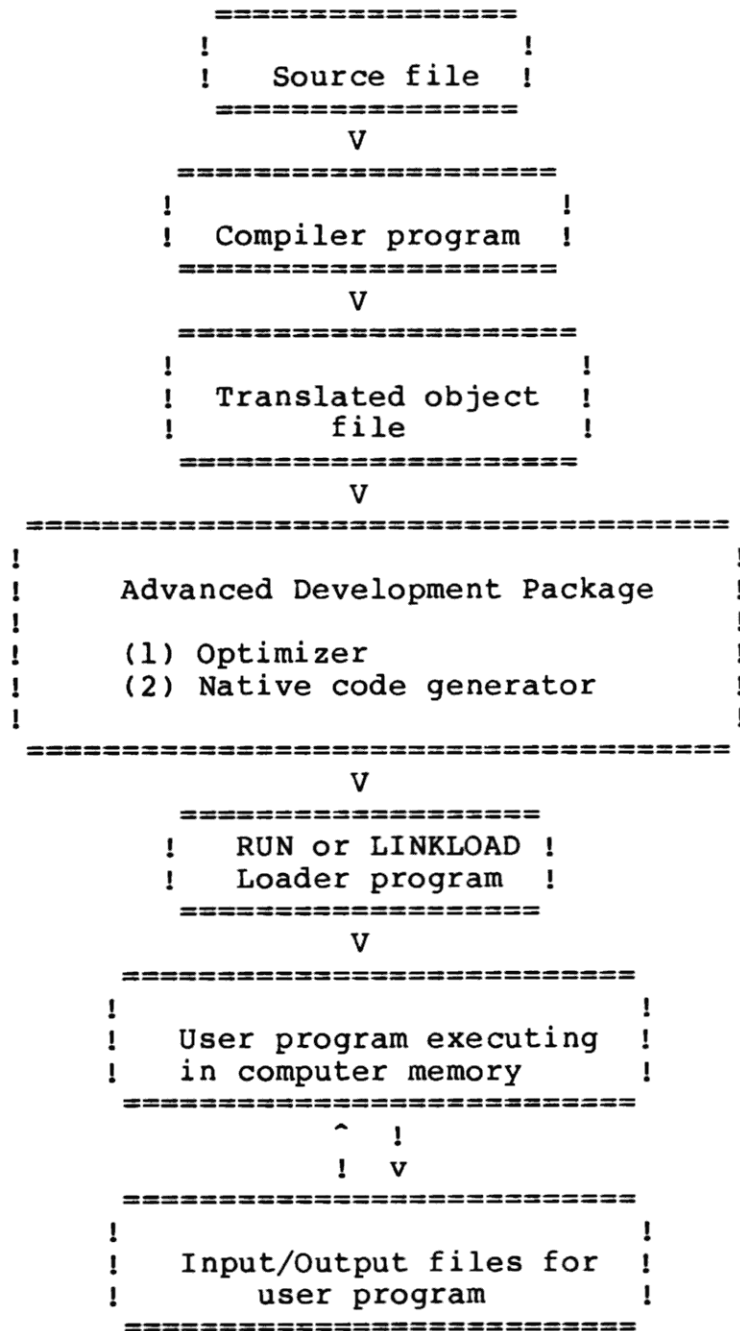 Source file
V
Compiler program
V
Translated object
file
V
Advanced Development Package
(1) Optimizer
(2) Native code generator
V
RUN or LINKLOAD
Loader program
V
User program executing
in computer memory
^ !
! v
Input/Output files for
user program